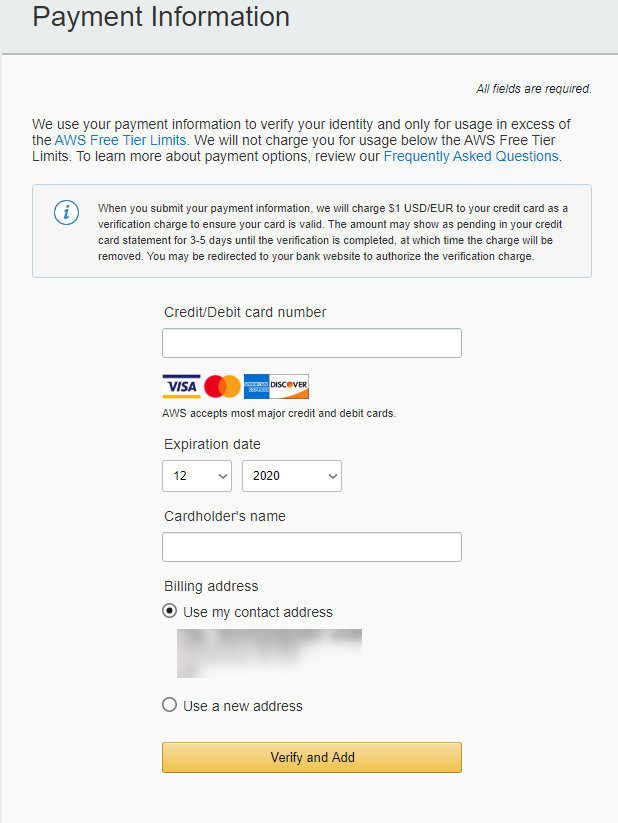 Payment Information
All fields are required.
We use your payment information to verify your identity and only for usage in excess of
the AWS Free Tier Limits. We will not charge you for usage below the AWS Free Tier
Limits. To learn more about payment options, review our Frequently Asked Questions.
When you submit your payment information, we will charge $1 USD/EUR to your credit card as a
verification charge to ensure your card is valid. The amount may show as pending in your credit
card statement for 3-5 days until the verification is completed, at which time the charge will be
removed. You may be redirected to your bank website to authorize the verification charge.
Credit/Debit card number
VISA AMERICAN EXPRESS DISCOVER
AWS accepts most major credit and debit cards.
Expiration date
12 2020
Cardholder's name
Billing address
Use my contact address
Use a new address
Verify and Add